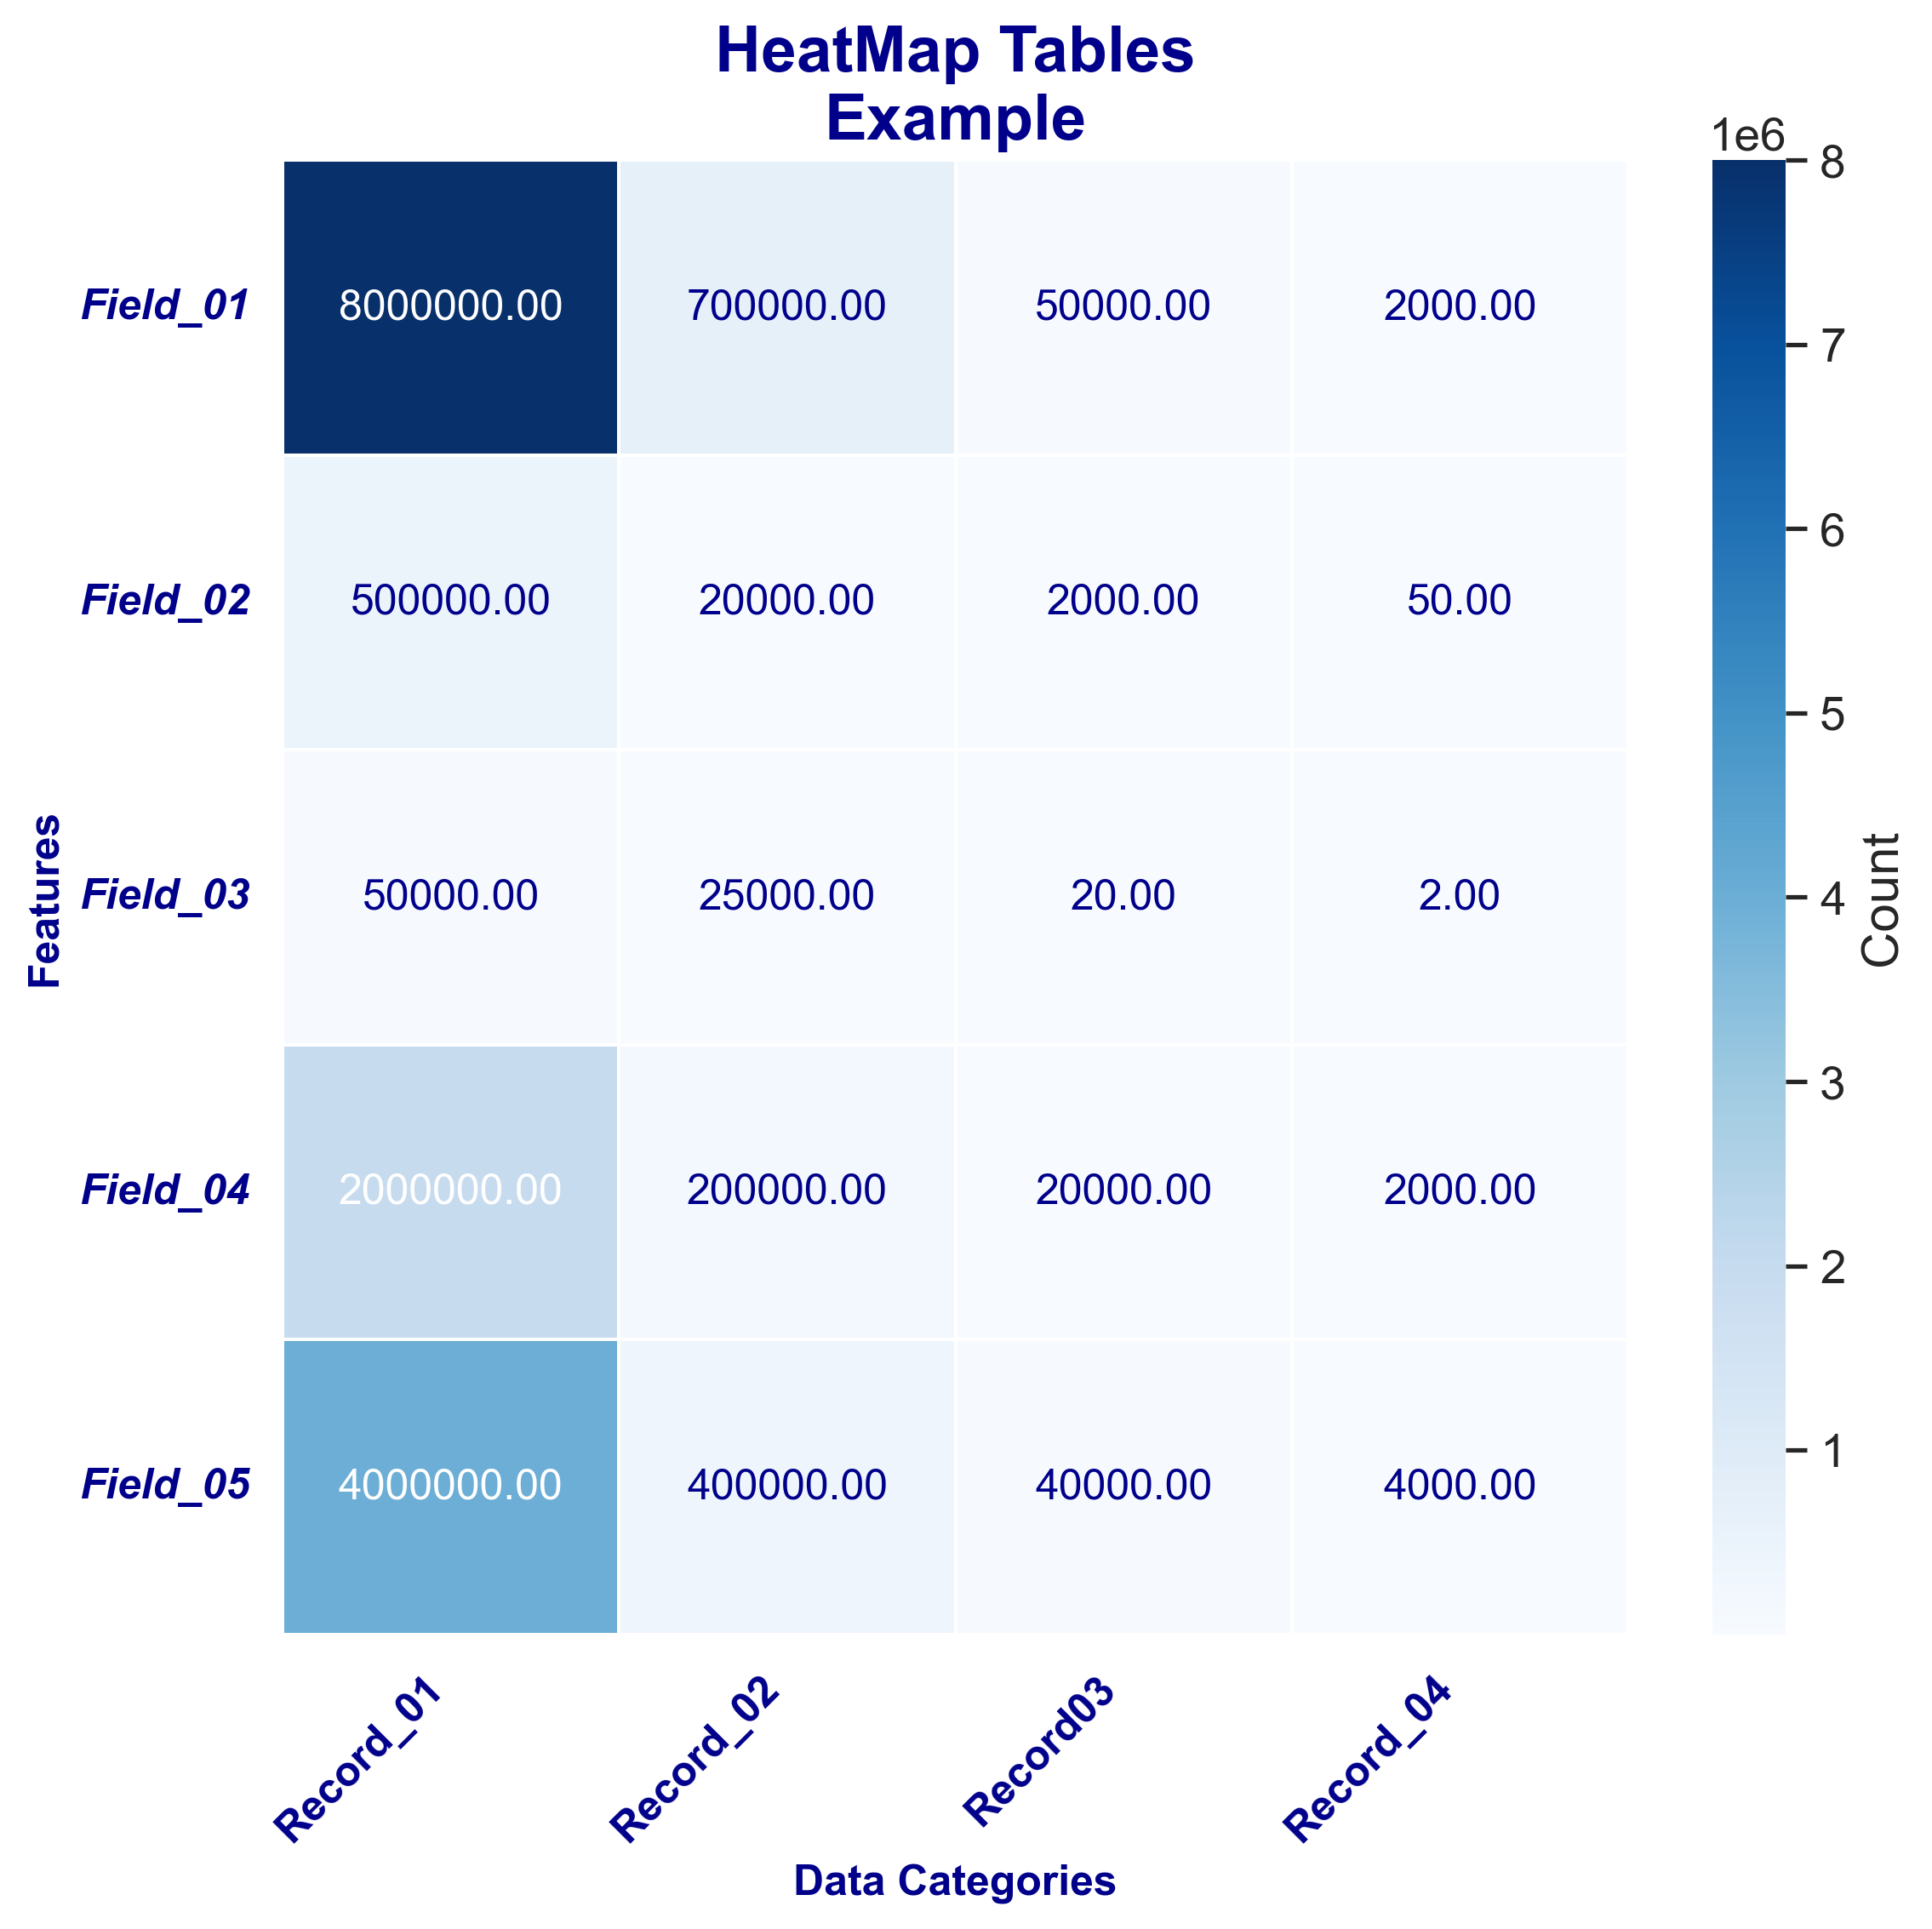 HeatMap Tables
Example
1e6
8
7
6
5
4
3
2
1
Count
Features
Field_01 8000000.00 700000.00 50000.00 2000.00
Field_02 500000.00 20000.00 2000.00 50.00
Field_03 50000.00 25000.00 20.00 2.00
Field_04 2000000.00 200000.00 20000.00 2000.00
Field_05 4000000.00 400000.00 40000.00 4000.00
Record_01 Record_02 Record03 Record_04
Data Categories